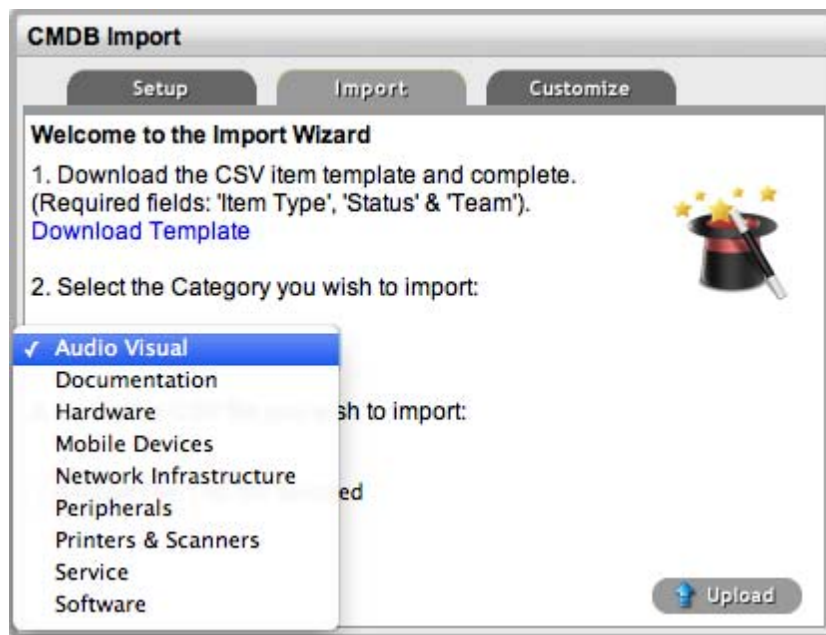 CMDB Import
Setup Import Customize
Welcome to the Import Wizard
1. Download the CSV item template and complete.
(Required fields: 'Item Type', 'Status' & 'Team').
Download Template
2. Select the Category you wish to import:
✓ Audio Visual
Documentation
Hardware
sh to import:
Mobile Devices
Network Infrastructure
ed
Peripherals
Printers & Scanners
Service
Software
Upload